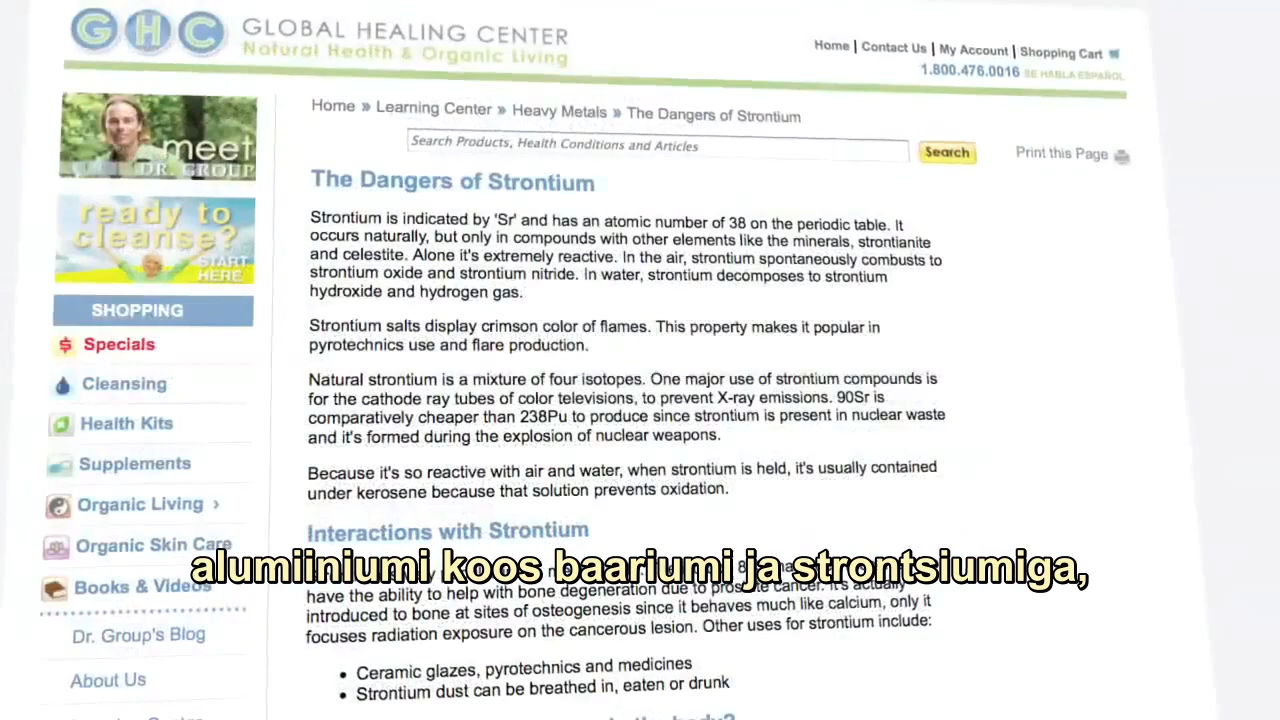 GHC GLOBAL HEALING CENTER
Natural Health & Organic Living
Home | Contact Us | My Account | Shopping Cart
1.800.476.0016 SE HABLA ESPAÑOL
meet
DR. GROUP
ready to
cleanse?
START
HERE
SHOPPING
$ Specials
Cleansing
Health Kits
Supplements
Organic Living ›
Organic Skin Care
Books & Videos
Dr. Group's Blog
About Us
Home » Learning Center » Heavy Metals » The Dangers of Strontium
Search Products, Health Conditions and Articles
Search
Print this Page
The Dangers of Strontium
Strontium is indicated by 'Sr' and has an atomic number of 38 on the periodic table. It
occurs naturally, but only in compounds with other elements like the minerals, strontianite
and celestite. Alone it's extremely reactive. In the air, strontium spontaneously combusts to
strontium oxide and strontium nitride. In water, strontium decomposes to strontium
hydroxide and hydrogen gas.
Strontium salts display crimson color of flames. This property makes it popular in
pyrotechnics use and flare production.
Natural strontium is a mixture of four isotopes. One major use of strontium compounds is
for the cathode ray tubes of color televisions, to prevent X-ray emissions. 90Sr is
comparatively cheaper than 238Pu to produce since strontium is present in nuclear waste
and it's formed during the explosion of nuclear weapons.
Because it's so reactive with air and water, when strontium is held, it's usually contained
under kerosene because that solution prevents oxidation.
Interactions with Strontium
alumiiniumi koos baariumi ja strontsiumiga,
have the ability to help with bone degeneration due to prostate cancer. It's actually
introduced to bone at sites of osteogenesis since it behaves much like calcium, only it
focuses radiation exposure on the cancerous lesion. Other uses for strontium include:
• Ceramic glazes, pyrotechnics and medicines
• Strontium dust can be breathed in, eaten or drunk